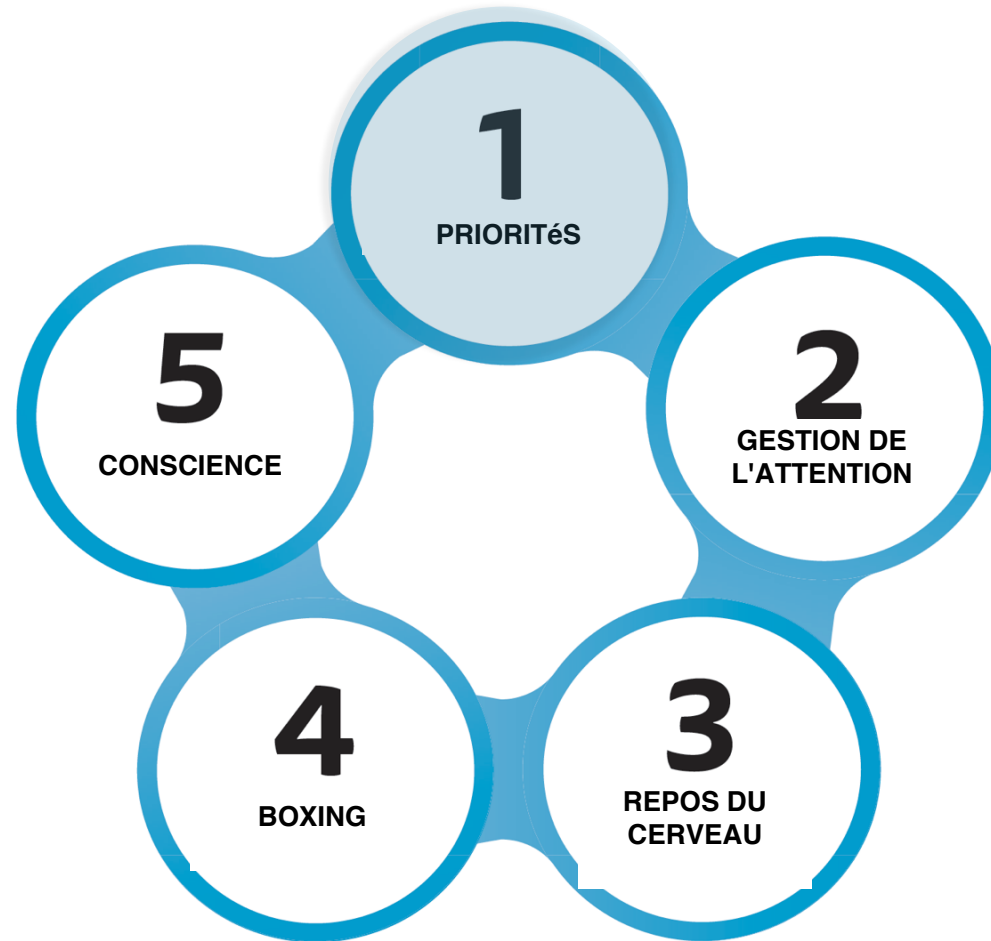 1
PRIORITéS
2
GESTION DE
L'ATTENTION
3
REPOS DU
CERVEAU
4
BOXING
5
CONSCIENCE